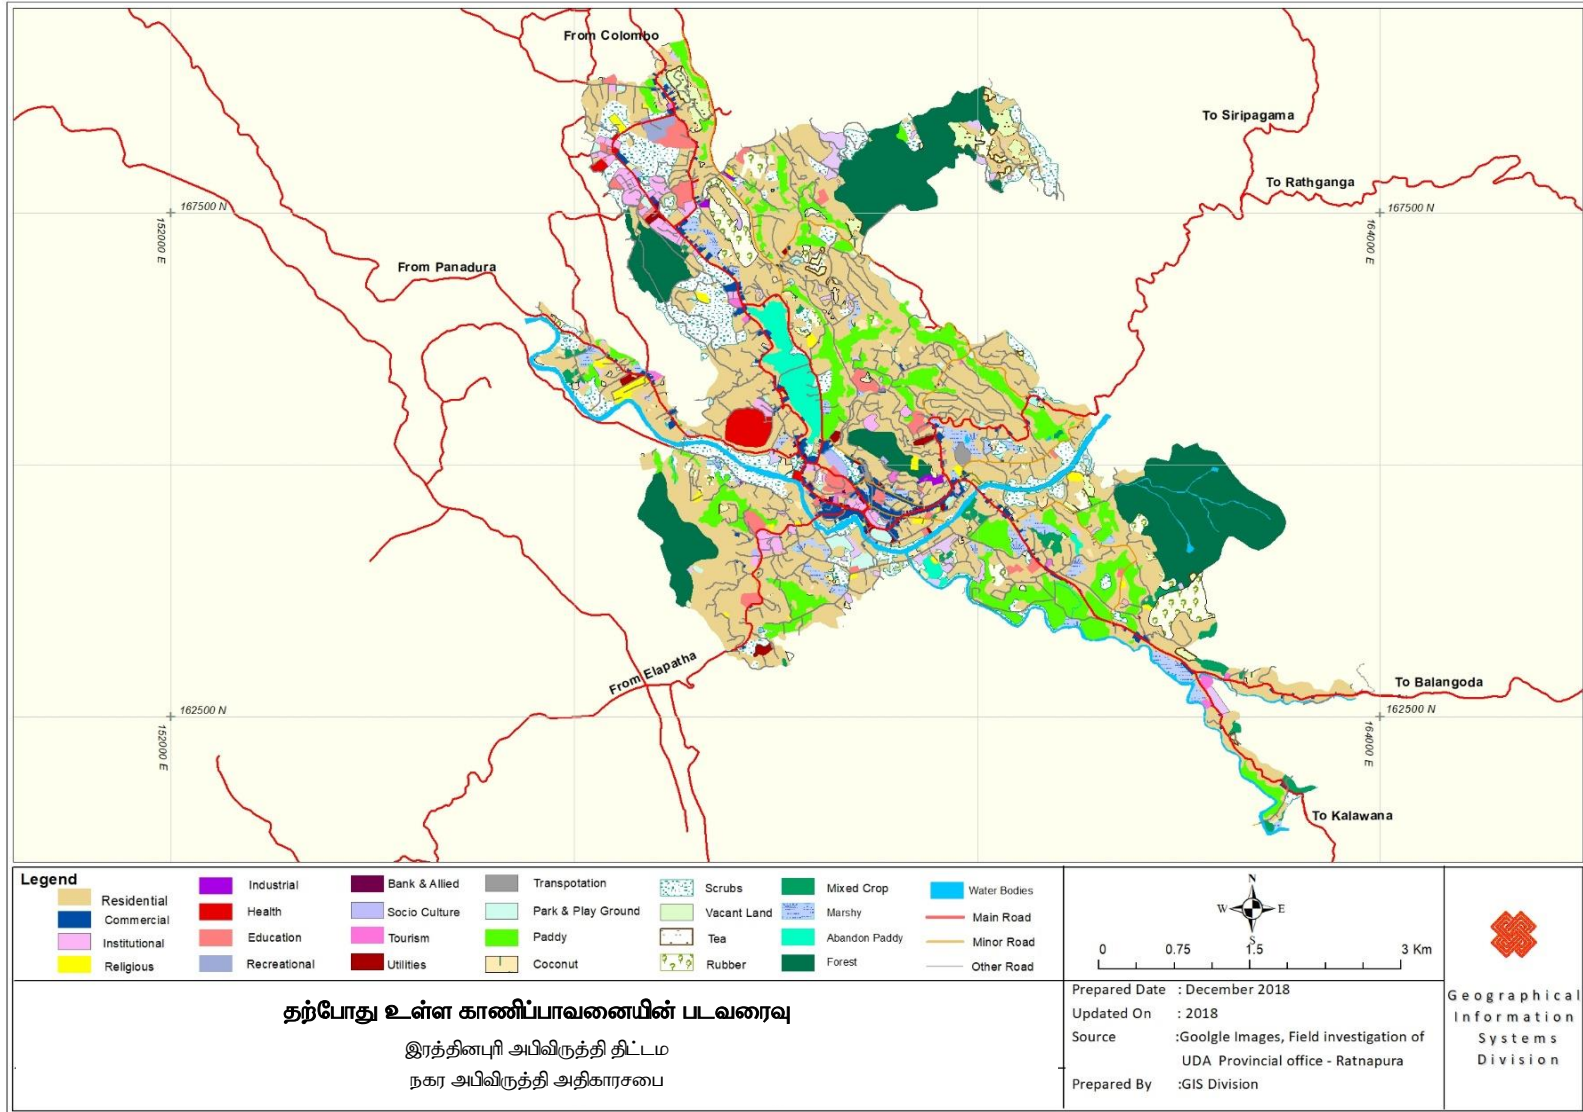 From Colombo
To Siripagama
To Rathganga
167500 N
167500 N
152000 E
164000 E
From Panadura
From Elapatha
To Balangoda
162500 N
162500 N
152000 E
164000 E
To Kalawana
Legend
Residential
Commercial
Institutional
Religious
Industrial
Health
Education
Recreational
Bank & Allied
Socio Culture
Tourism
Utilities
Transpotation
Park & Play Ground
Paddy
Coconut
Scrubs
Vacant Land
Tea
Rubber
Mixed Crop
Marshy
Abandon Paddy
Forest
Water Bodies
Main Road
Minor Road
Other Road
N
W E
S
0 0.75 1.5 3 Km
தற்போது உள்ள காணிப்பாவனையின் படவரைவு
இரத்தினபுரி அபிவிருத்தி திட்டம
நகர அபிவிருத்தி அதிகாரசபை
Prepared Date : December 2018
Updated On : 2018
Source :Goolgle Images, Field investigation of
UDA Provincial office - Ratnapura
Prepared By :GIS Division
Geographical
Information
Systems
Division